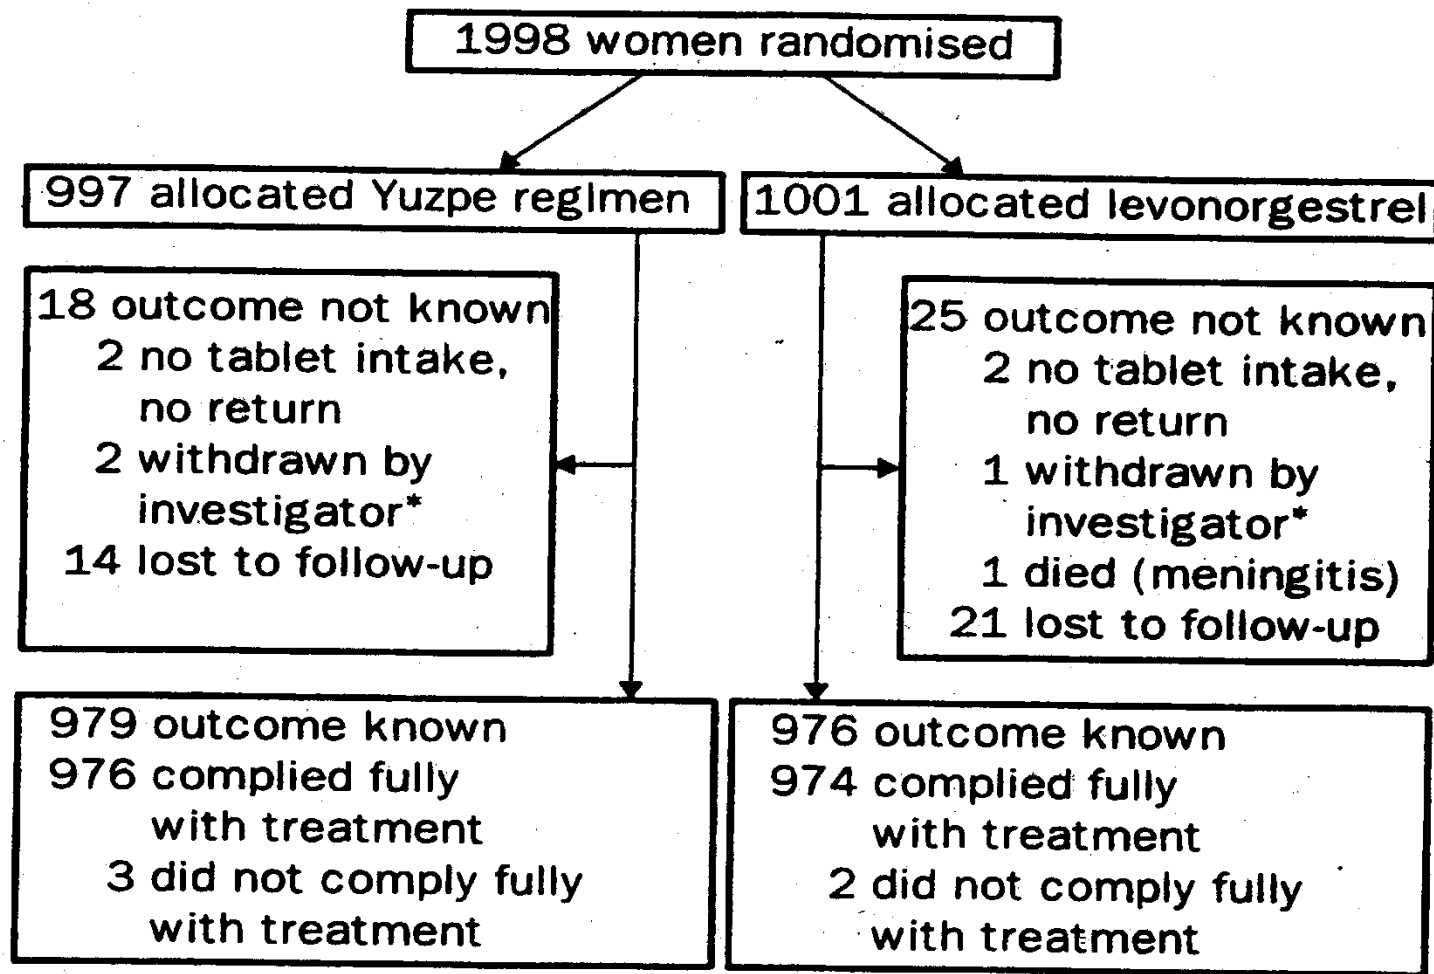 1998 women randomised
997 allocated Yuzpe regimen
1001 allocated levonorgestrel
18 outcome not known
2 no tablet intake,
no return
2 withdrawn by
investigator*
14 lost to follow-up
25 outcome not known
2 no tablet intake,
no return
1 withdrawn by
investigator*
1 died (meningitis)
21 lost to follow-up
979 outcome known
976 complied fully
with treatment
3 did not comply fully
with treatment
976 outcome known
974 complied fully
with treatment
2 did not comply fully
with treatment